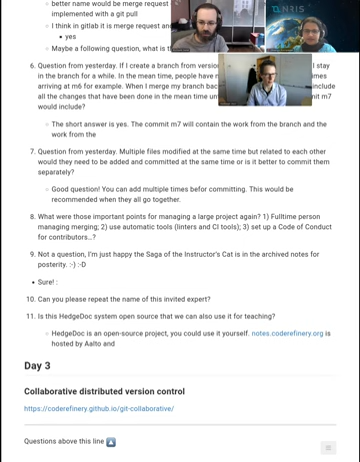 better name would be merge request
implemented with a git pull
I think in gitlab it is merge request an
yes
Maybe a following question, what is t
NRIS
6. Question from yesterday. If I create a branch from versio I stay
in the branch for a while. In the mean time, people have imes
arriving at m6 for example. When I merge my branch bac include
all the changes that have been done in the mean time un it m7
would include?
The short answer is yes. The commit m7 will contain the work from the branch and the
work from the
7. Question from yesterday. Multiple files modified at the same time but related to each other
would they need to be added and committed at the same time or is it better to commit them
separately?
Good question! You can add multiple times befor committing. This would be
recommended when they all go together.
8. What were those important points for managing a large project again? 1) Fulltime person
managing merging; 2) use automatic tools (linters and CI tools); 3) set up a Code of Conduct
for contributors..?
9. Not a question, I'm just happy the Saga of the Instructor's Cat is in the archived notes for
posterity. :-) :-D
Sure! :
10. Can you please repeat the name of this invited expert?
11. Is this HedgeDoc system open source that we can also use it for teaching?
HedgeDoc is an open-source project, you could use it yourself. notes.coderefinery.org is
hosted by Aalto and
Day 3
Collaborative distributed version control
https://coderefinery.github.io/git-collaborative/
Questions above this line